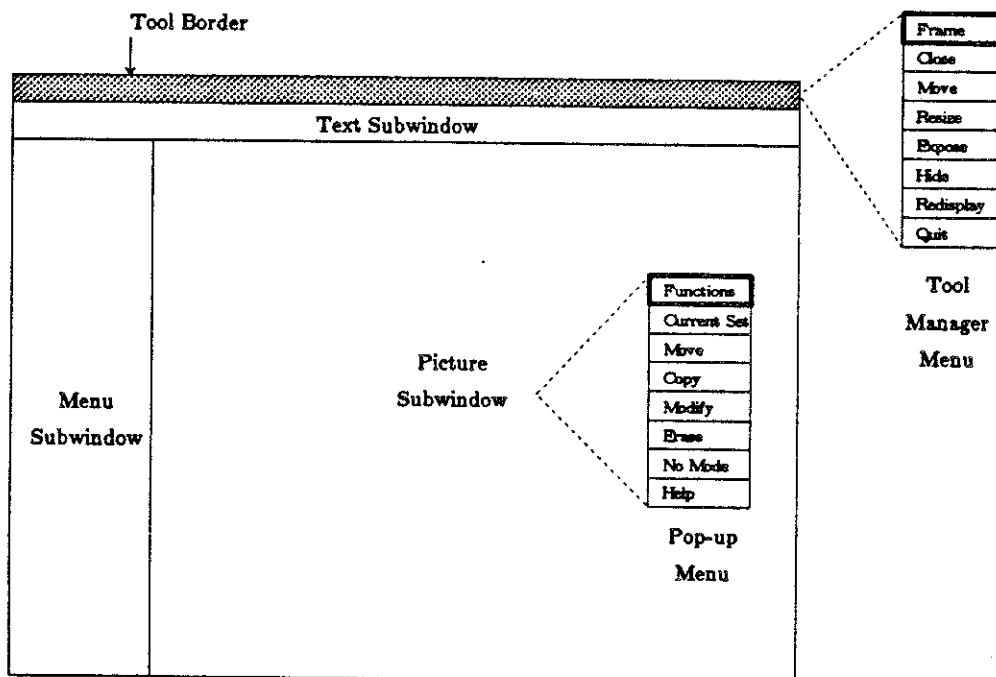 Tool Border
Text Subwindow
Menu
Subwindow
Picture
Subwindow
Functions
Current Set
Move
Copy
Modify
Erase
No Mode
Help
Pop-up
Menu
Frame
Close
Move
Resize
Expose
Hide
Redisplay
Quit
Tool
Manager
Menu